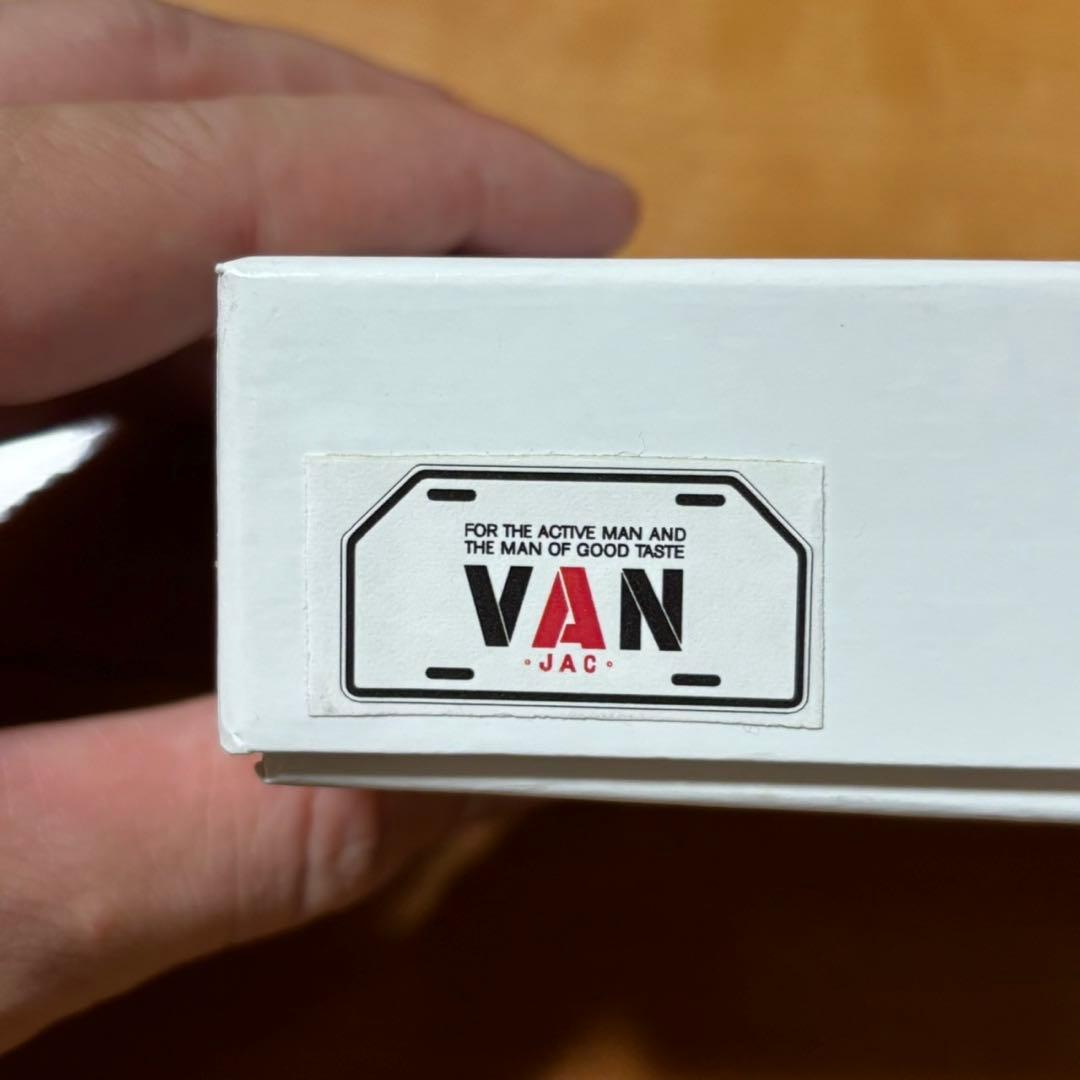 FOR THE ACTIVE MAN AND
THE MAN OF GOOD TASTE
VAN
·JAC·